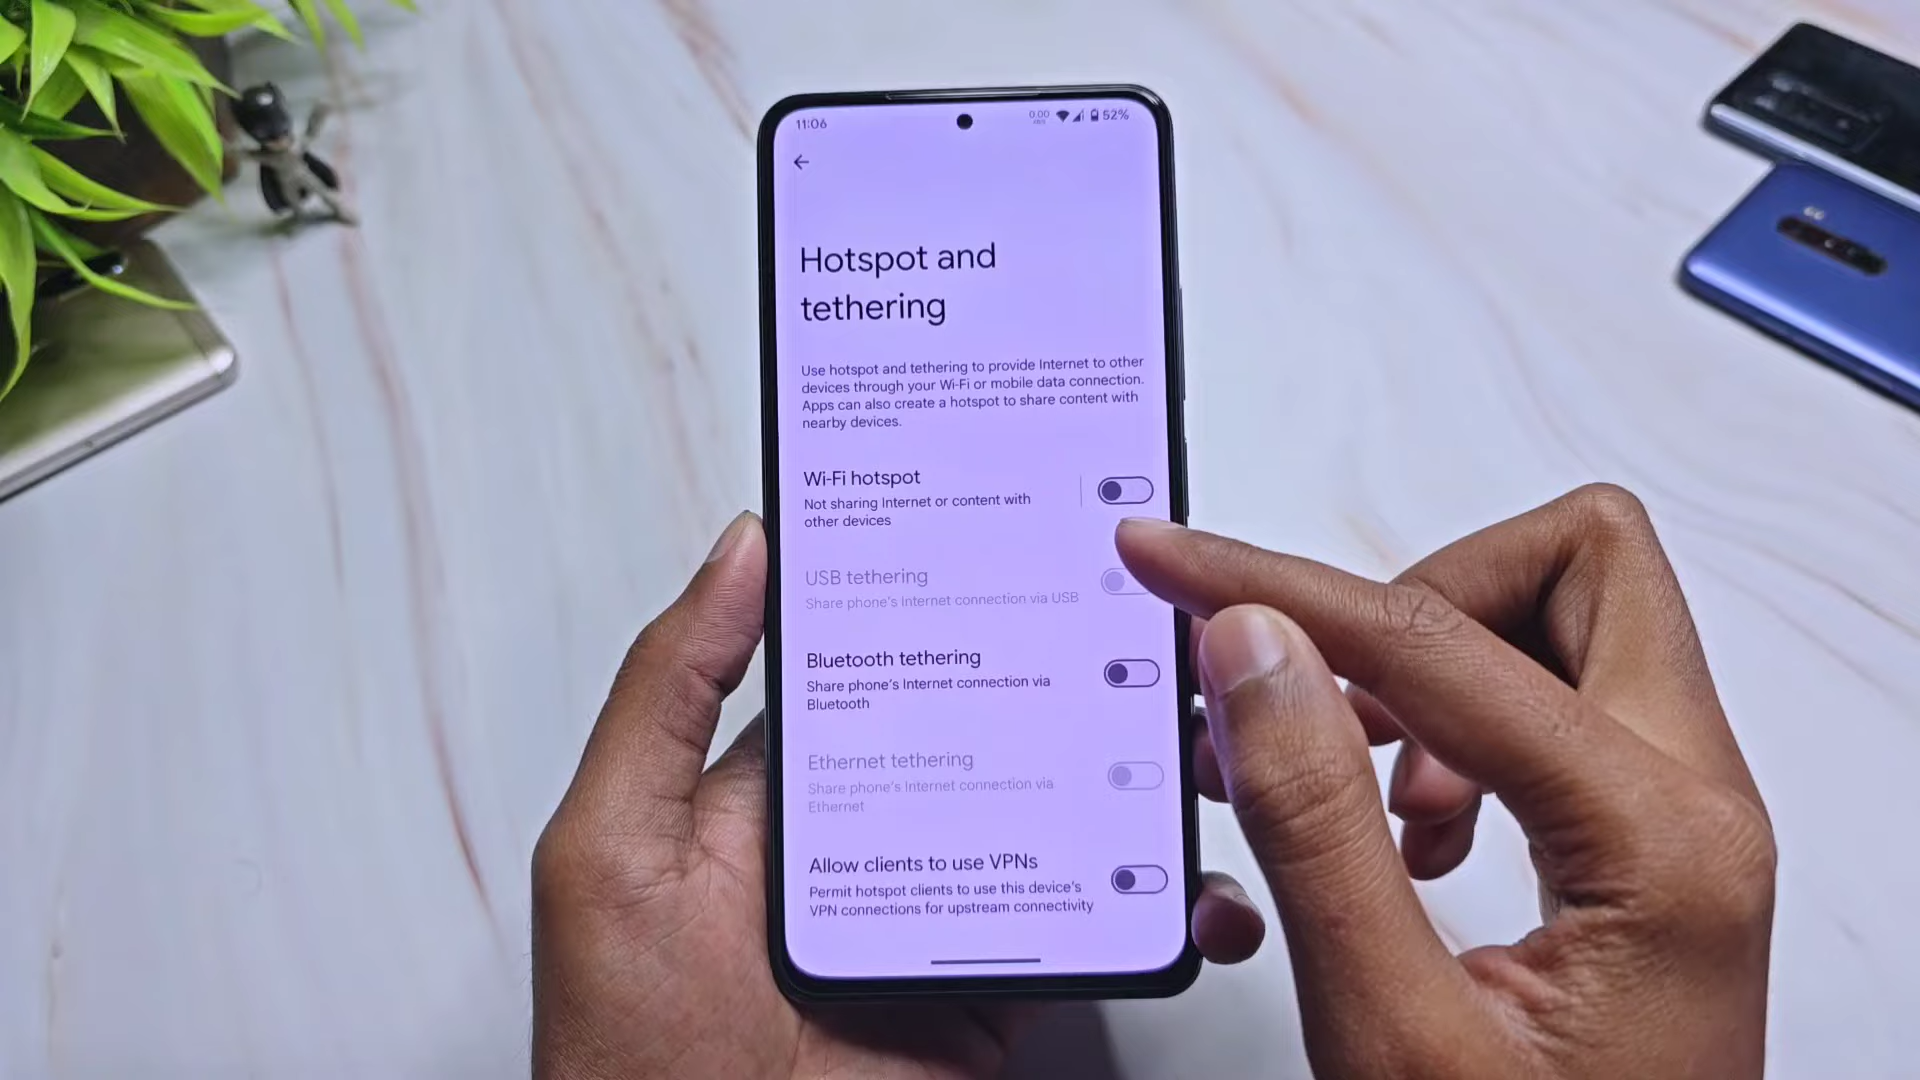 11:06
0.00
52%
Hotspot and
tethering
Use hotspot and tethering to provide Internet to other
devices through your Wi-Fi or mobile data connection.
Apps can also create a hotspot to share content with
nearby devices.
Wi-Fi hotspot
Not sharing Internet or content with
other devices
USB tethering
Share phone's Internet connection via USB
Bluetooth tethering
Share phone's Internet connection via
Bluetooth
Ethernet tethering
Share phone's Internet connection via
Ethernet
Allow clients to use VPNs
Permit hotspot clients to use this device's
VPN connections for upstream connectivity